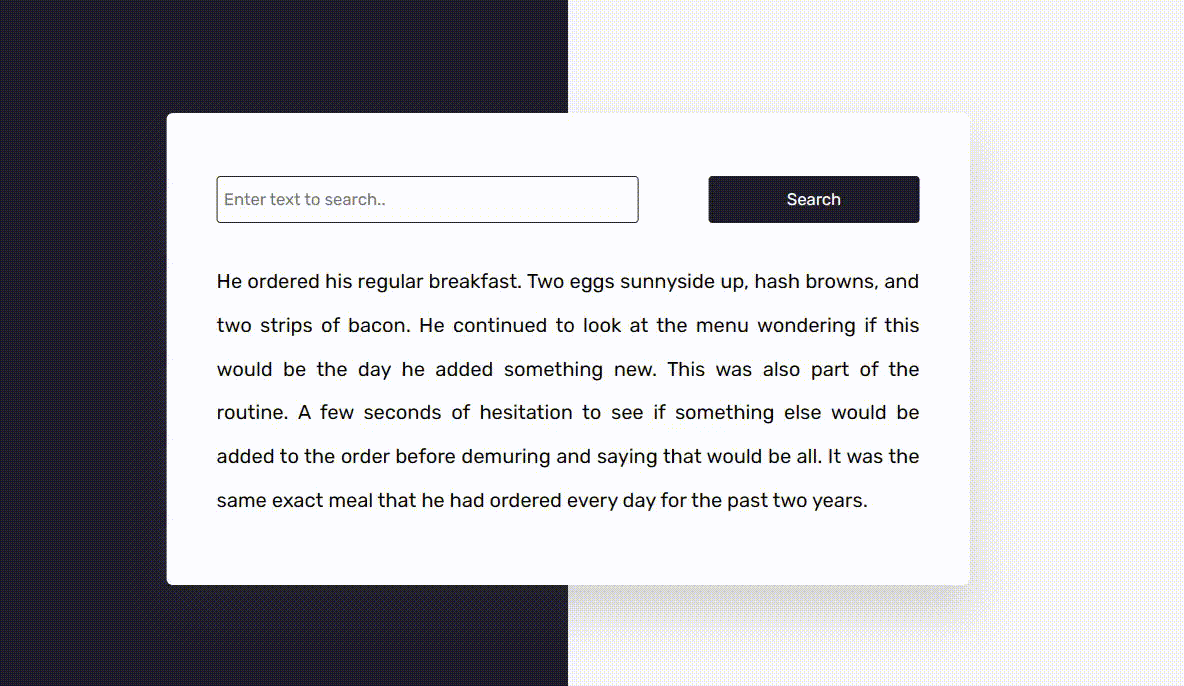 Enter text to search..
Search
He ordered his regular breakfast. Two eggs sunnyside up, hash browns, and
two strips of bacon. He continued to look at the menu wondering if this
would be the day he added something new. This was also part of the
routine. A few seconds of hesitation to see if something else would be
added to the order before demuring and saying that would be all. It was the
same exact meal that he had ordered every day for the past two years.